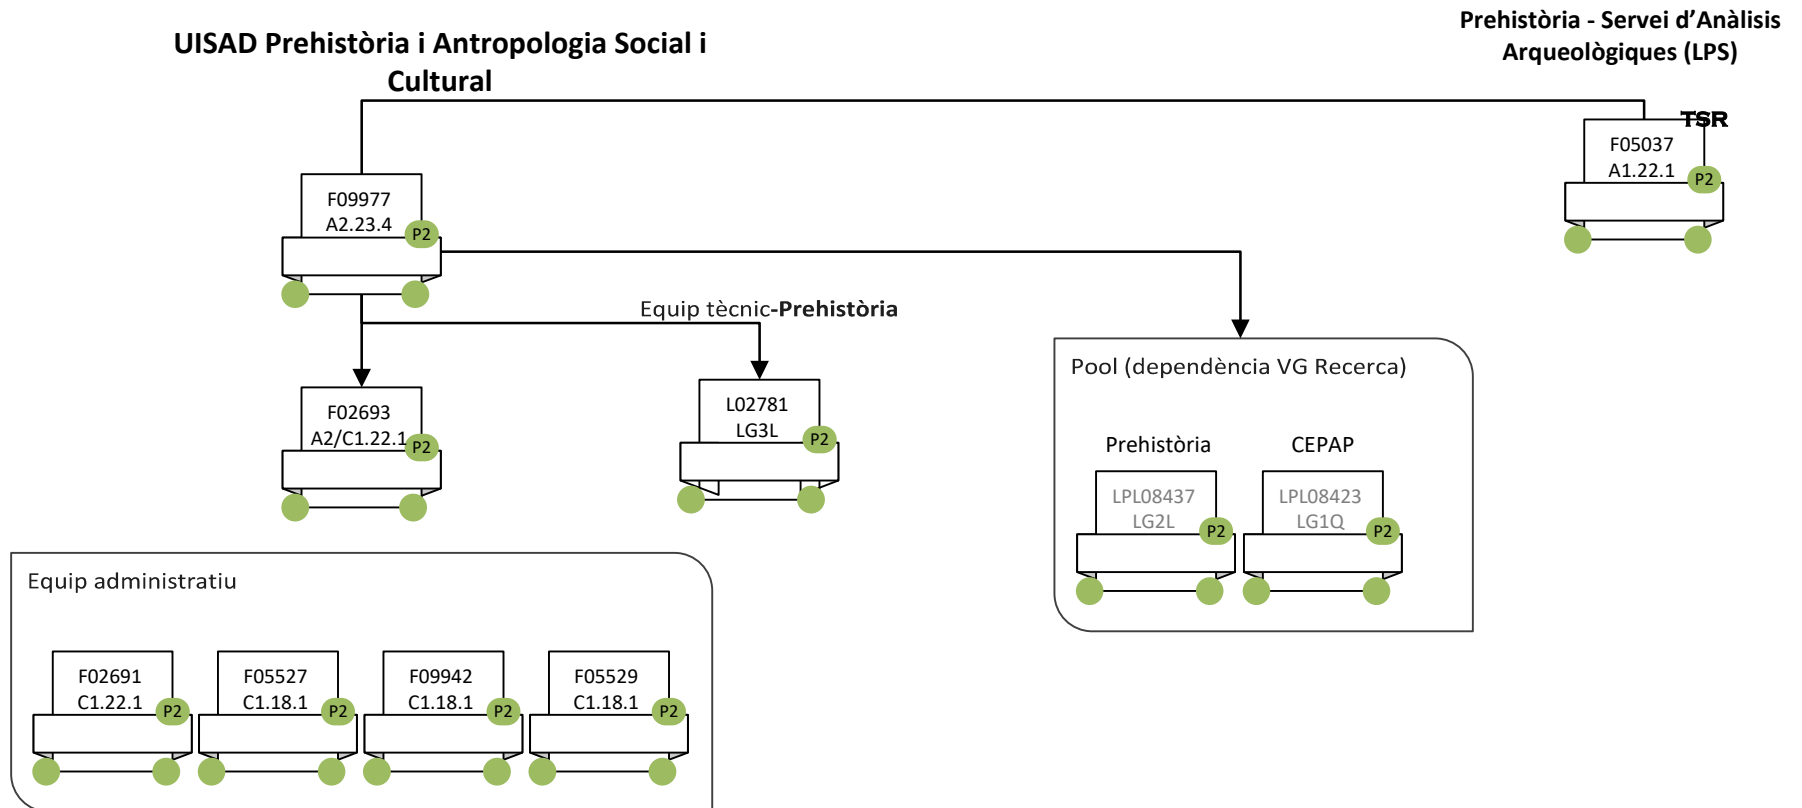 UISAD Prehistòria i Antropologia Social i
Cultural
Prehistòria - Servei d’Anàlisis
Arqueològiques (LPS)
TSR
F05037
A1.22.1
P2
F09977
A2.23.4
P2
Equip tècnic-Prehistòria
F02693
A2/C1.22.1
P2
L02781
LG3L
P2
Pool (dependència VG Recerca)
Prehistòria
LPL08437
LG2L
P2
CEPAP
LPL08423
LG1Q
P2
Equip administratiu
F02691
C1.22.1
P2
F05527
C1.18.1
P2
F09942
C1.18.1
P2
F05529
C1.18.1
P2